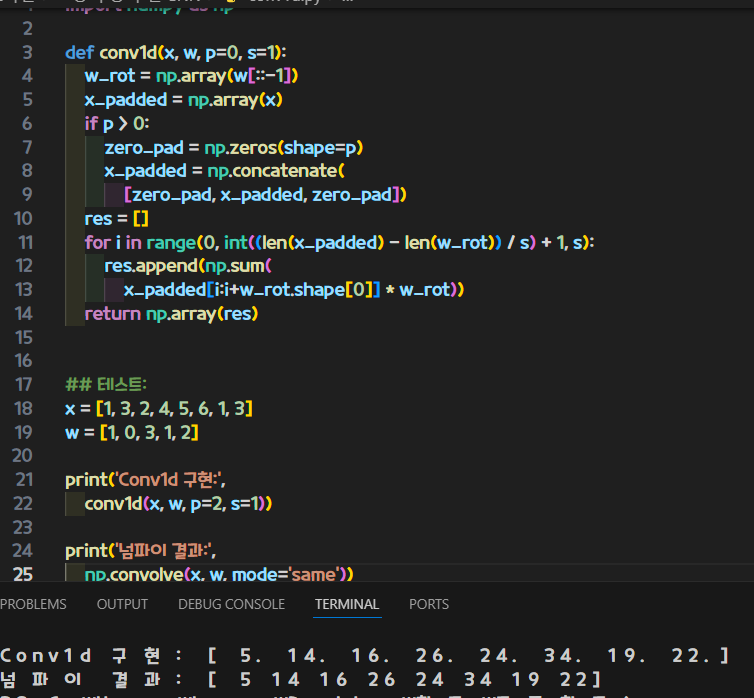 import numpy as np
2
3 def conv1d(x, w, p=0, s=1):
4 w_rot = np.array(w[::-1])
5 x_padded = np.array(x)
6 if p > 0:
7 zero_pad = np.zeros(shape=p)
8 x_padded = np.concatenate(
9 [zero_pad, x_padded, zero_pad])
10 res = []
11 for i in range(0, int((len(x_padded) - len(w_rot)) / s) + 1, s):
12 res.append(np.sum(
13 x_padded[i:i+w_rot.shape[0]] * w_rot))
14 return np.array(res)
15
16
17 ## 테스트:
18 x = [1, 3, 2, 4, 5, 6, 1, 3]
19 w = [1, 0, 3, 1, 2]
20
21 print('Conv1d 구현:',
22 conv1d(x, w, p=2, s=1))
23
24 print('넘파이 결과:',
25 np.convolve(x, w, mode='same'))
PROBLEMS OUTPUT DEBUG CONSOLE TERMINAL PORTS
Conv1d 구현: [ 5. 14. 16. 26. 24. 34. 19. 22.]
넘파이 결과: [ 5 14 16 26 24 34 19 22]